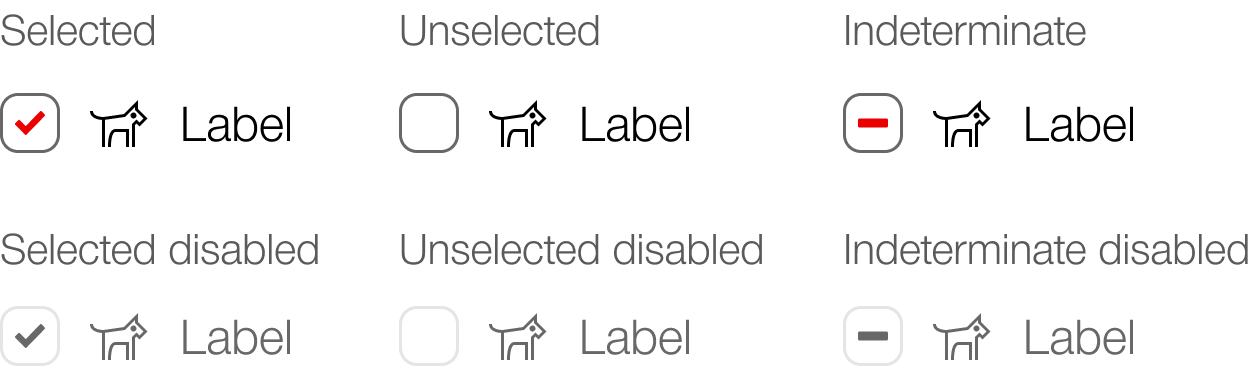 Selected Unselected Indeterminate
Label Label Label
Selected disabled Unselected disabled Indeterminate disabled
Label Label Label